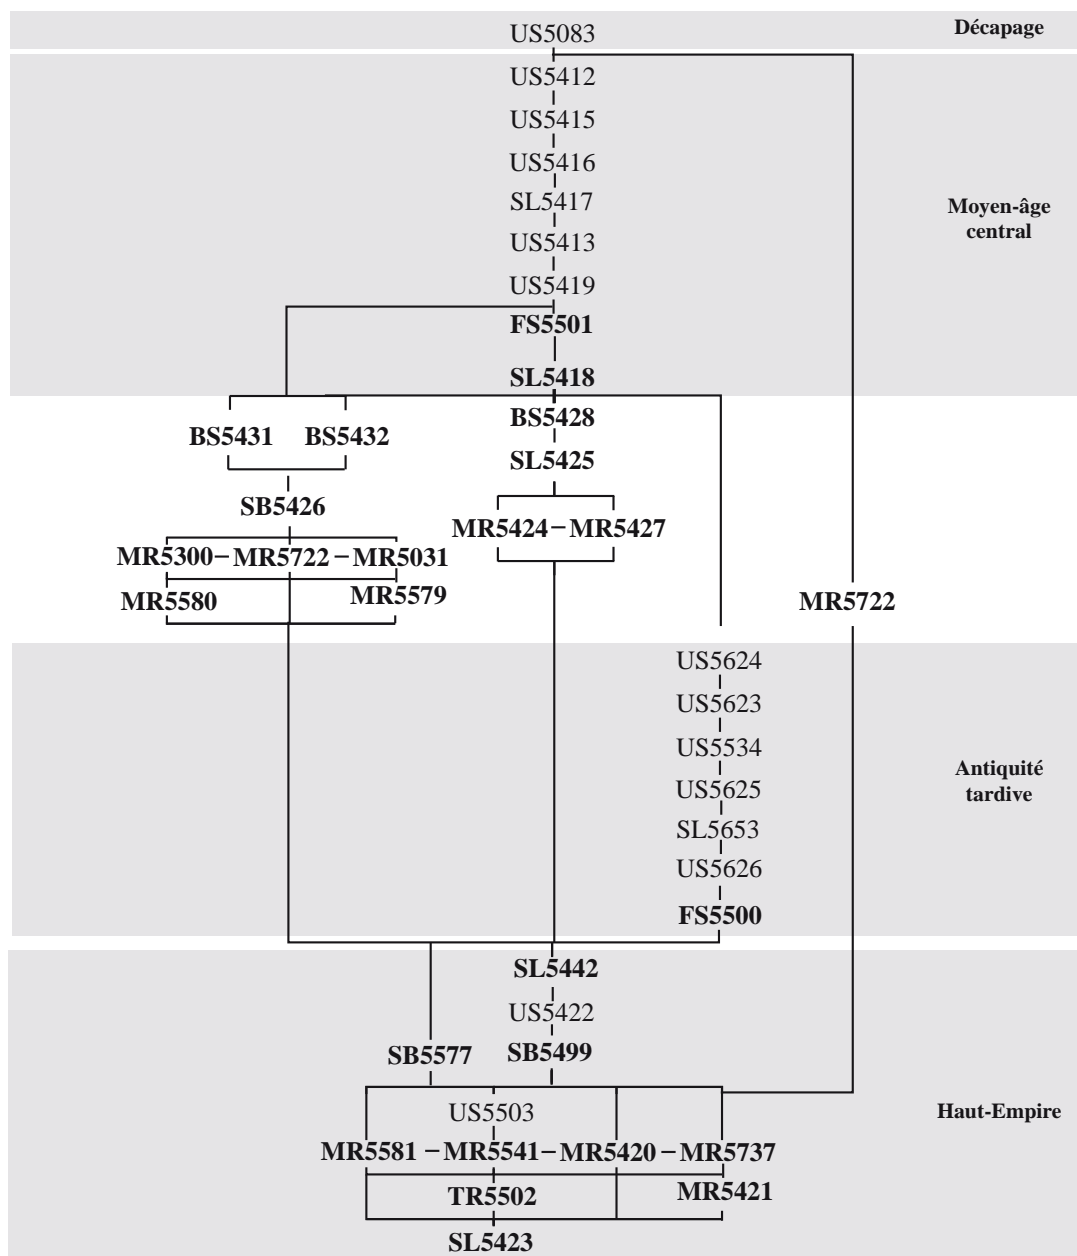 US5083
Décapage
US5412
US5415
US5416
SL5417
Moyen-âge
central
US5413
US5419
FS5501
SL5418
BS5428
BS5431 BS5432
SL5425
SB5426
MR5424 – MR5427
MR5300 – MR5722 – MR5031
MR5580
MR5579
MR5722
US5624
US5623
US5534
Antiquité
tardive
US5625
SL5653
US5626
FS5500
SL5442
US5422
SB5577
SB5499
US5503
Haut-Empire
MR5581 – MR5541 – MR5420 – MR5737
TR5502
MR5421
SL5423